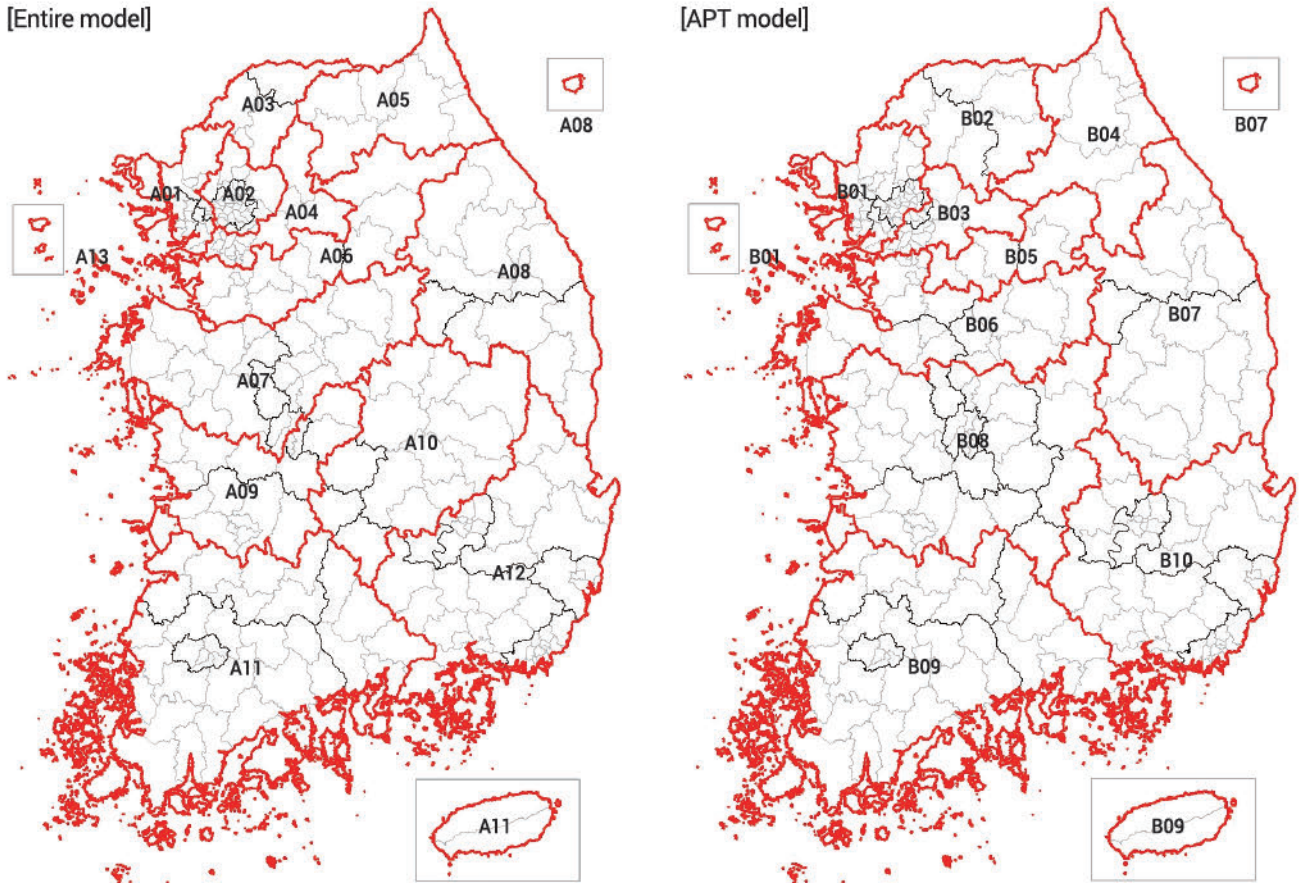 [Entire model]
A03
A05
A08
A01
A02
A04
A13
A06
A08
A07
A10
A09
A12
A11
A11
[APT model]
B02
B04
B07
B01
B03
B01
B05
B07
B06
B08
B10
B09
B09